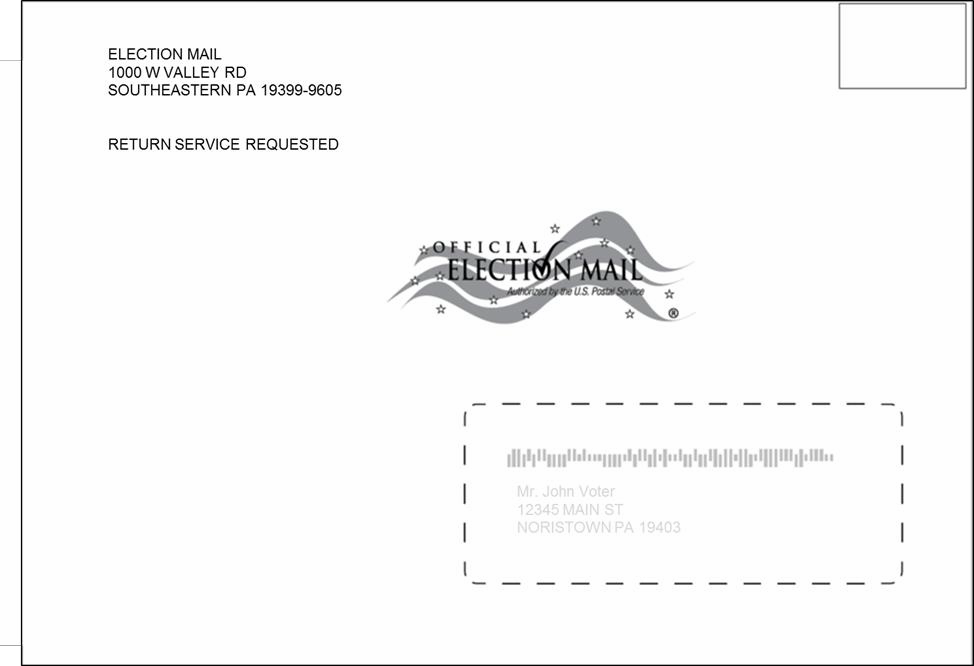 ELECTION MAIL
1000 W VALLEY RD
SOUTHEASTERN PA 19399-9605
RETURN SERVICE REQUESTED
OFFICIAL
ELECTION MAIL
Authorized by the U.S. Postal Service
®
Mr. John Voter
12345 MAIN ST
NORISTOWN PA 19403